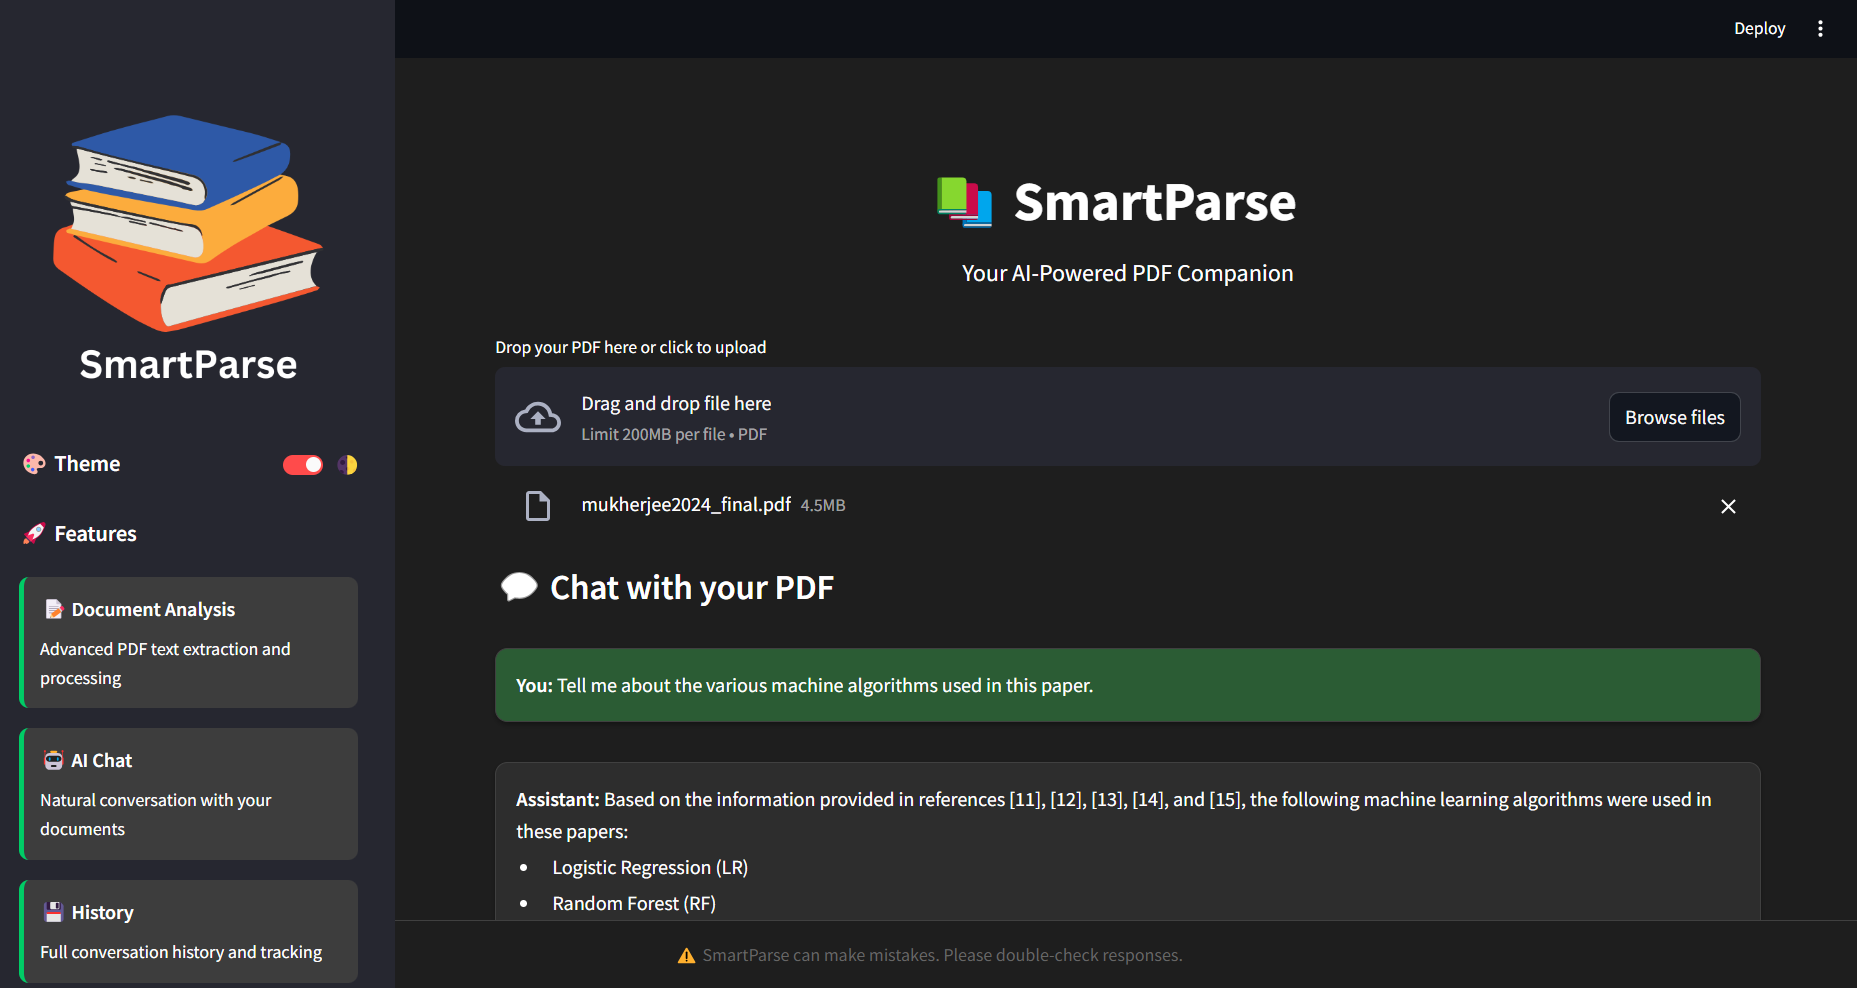 Deploy
SmartParse
Theme
Features
Document Analysis
Advanced PDF text extraction and
processing
AI Chat
Natural conversation with your
documents
History
Full conversation history and tracking
SmartParse
Your AI-Powered PDF Companion
Drop your PDF here or click to upload
Drag and drop file here
Limit 200MB per file • PDF
Browse files
mukherjee2024_final.pdf 4.5MB
Chat with your PDF
You: Tell me about the various machine algorithms used in this paper.
Assistant: Based on the information provided in references [11], [12], [13], [14], and [15], the following machine learning algorithms were used in
these papers:
• Logistic Regression (LR)
• Random Forest (RF)
SmartParse can make mistakes. Please double-check responses.